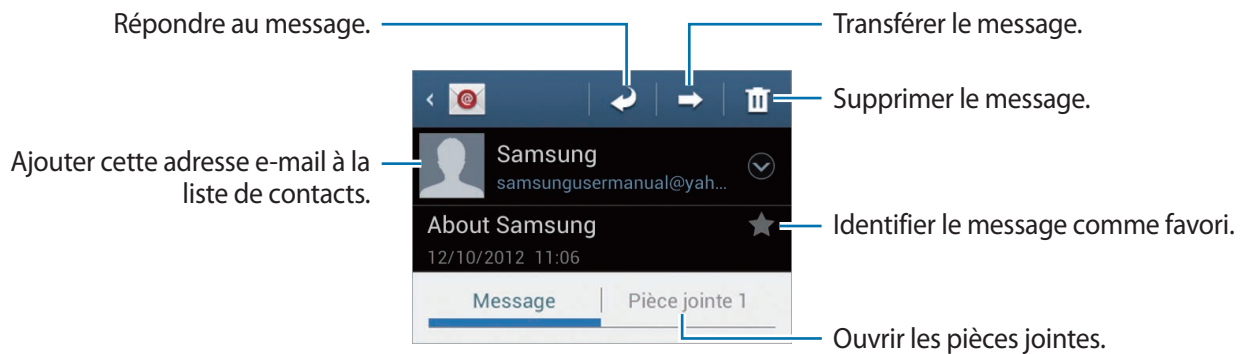 Répondre au message.
Transférer le message.
Supprimer le message.
Ajouter cette adresse e-mail à la
liste de contacts.
Samsung
samsungusermanual@yah...
About Samsung
12/10/2012 11:06
Identifier le message comme favori.
Message
Pièce jointe 1
Ouvrir les pièces jointes.